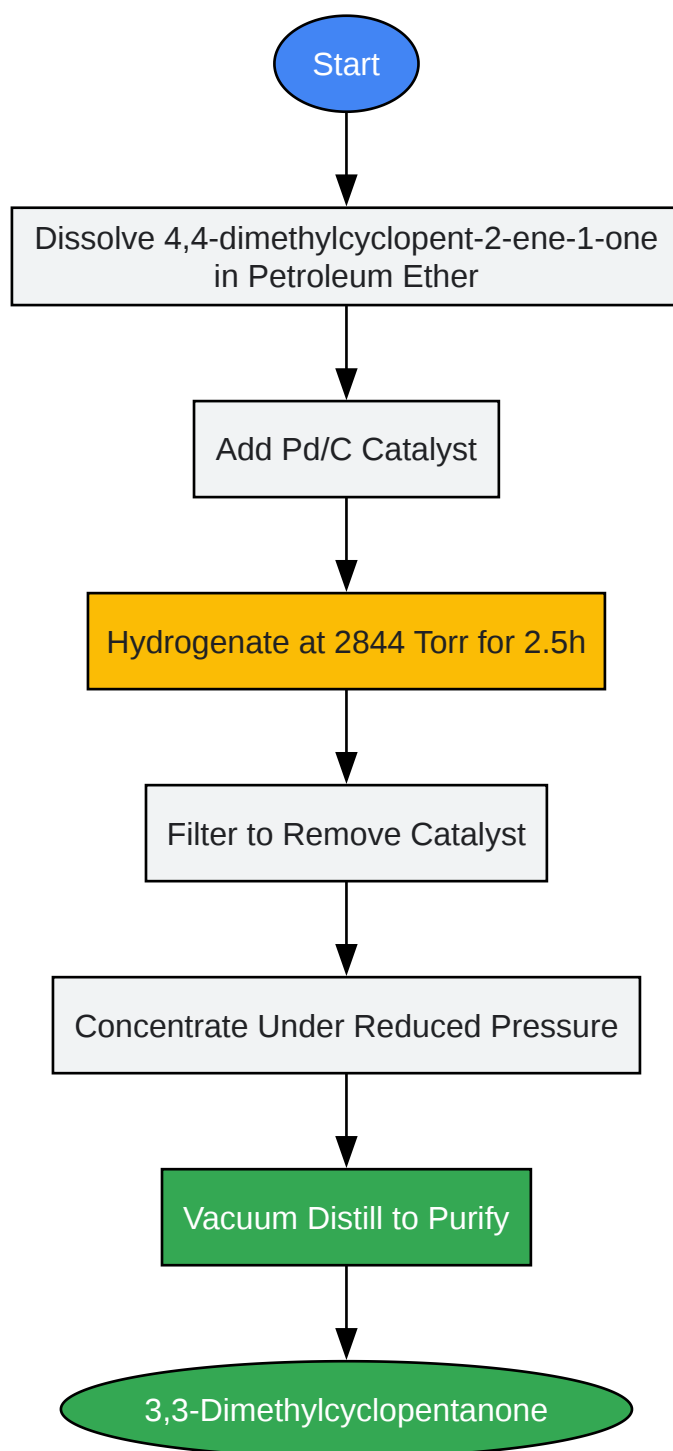 Start
Dissolve 4,4-dimethylcyclopent-2-ene-1-one
in Petroleum Ether
Add Pd/C Catalyst
Hydrogenate at 2844 Torr for 2.5h
Filter to Remove Catalyst
Concentrate Under Reduced Pressure
Vacuum Distill to Purify
3,3-Dimethylcyclopentanone